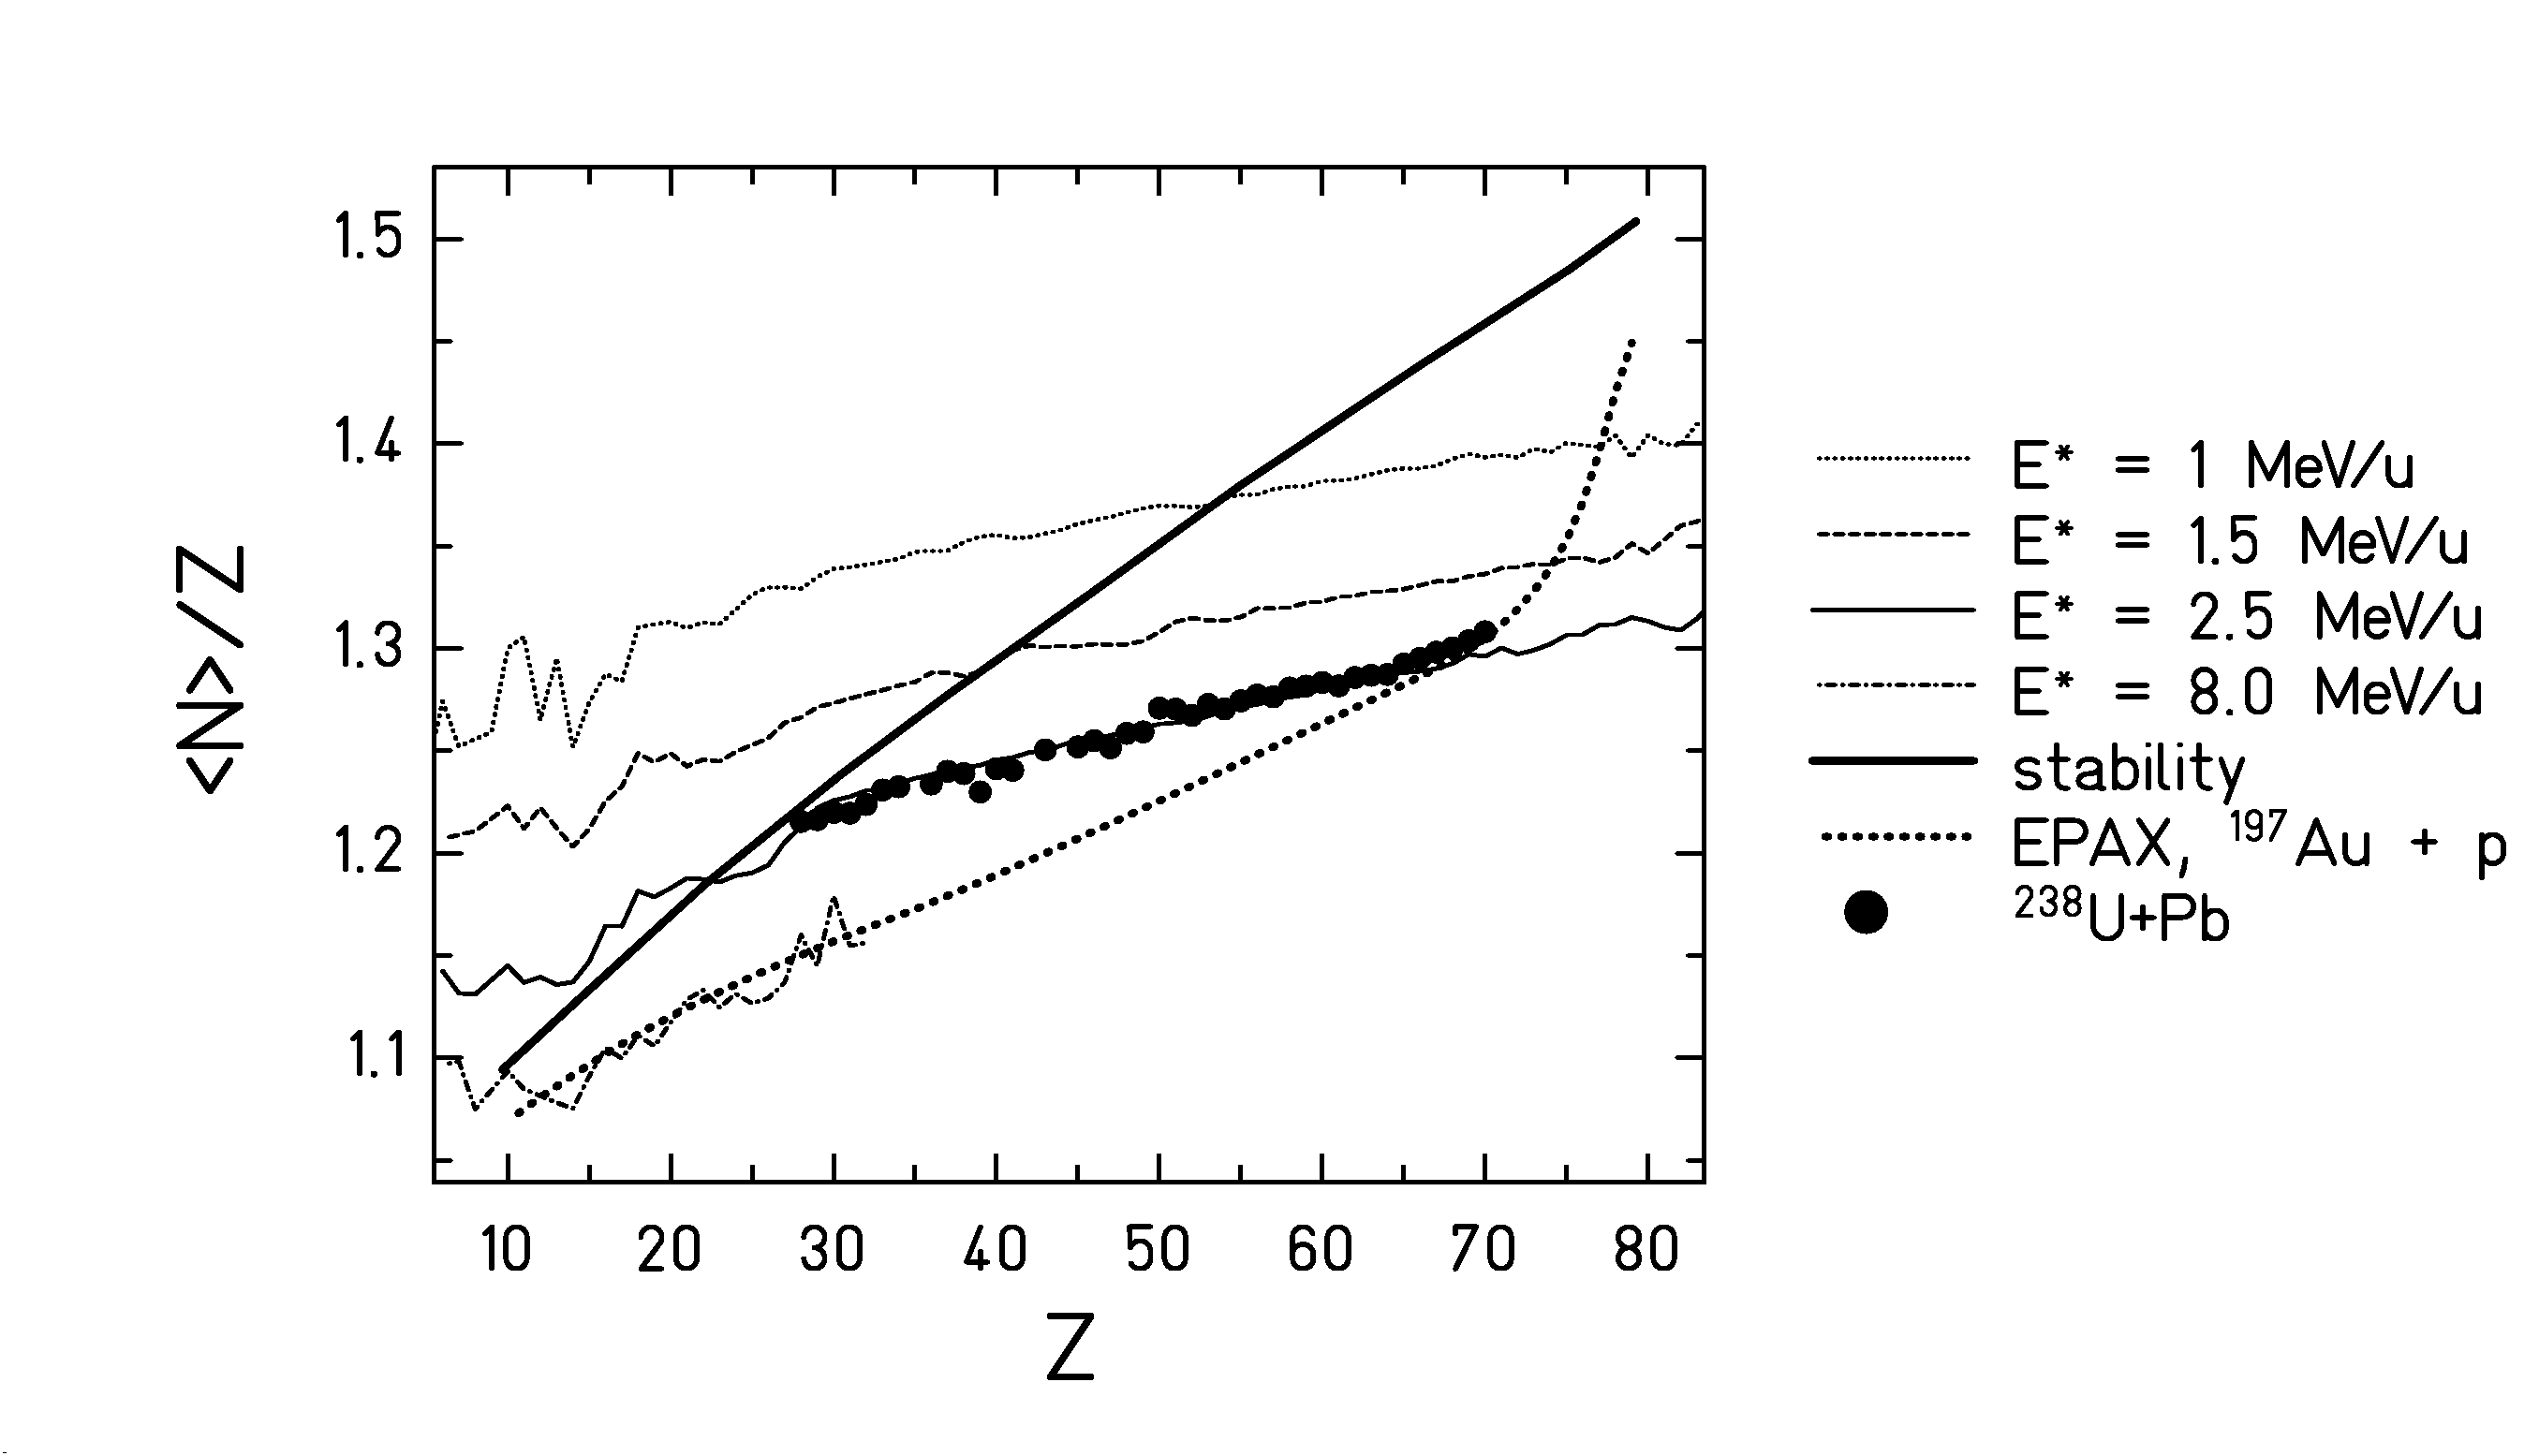 <N>/Z
1.5
1.4
1.3
1.2
1.1
10 20 30 40 50 60 70 80
Z
E* = 1 MeV/u
E* = 1.5 MeV/u
E* = 2.5 MeV/u
E* = 8.0 MeV/u
stability
EPAX, ¹⁹⁷Au + p
²³⁸U+Pb